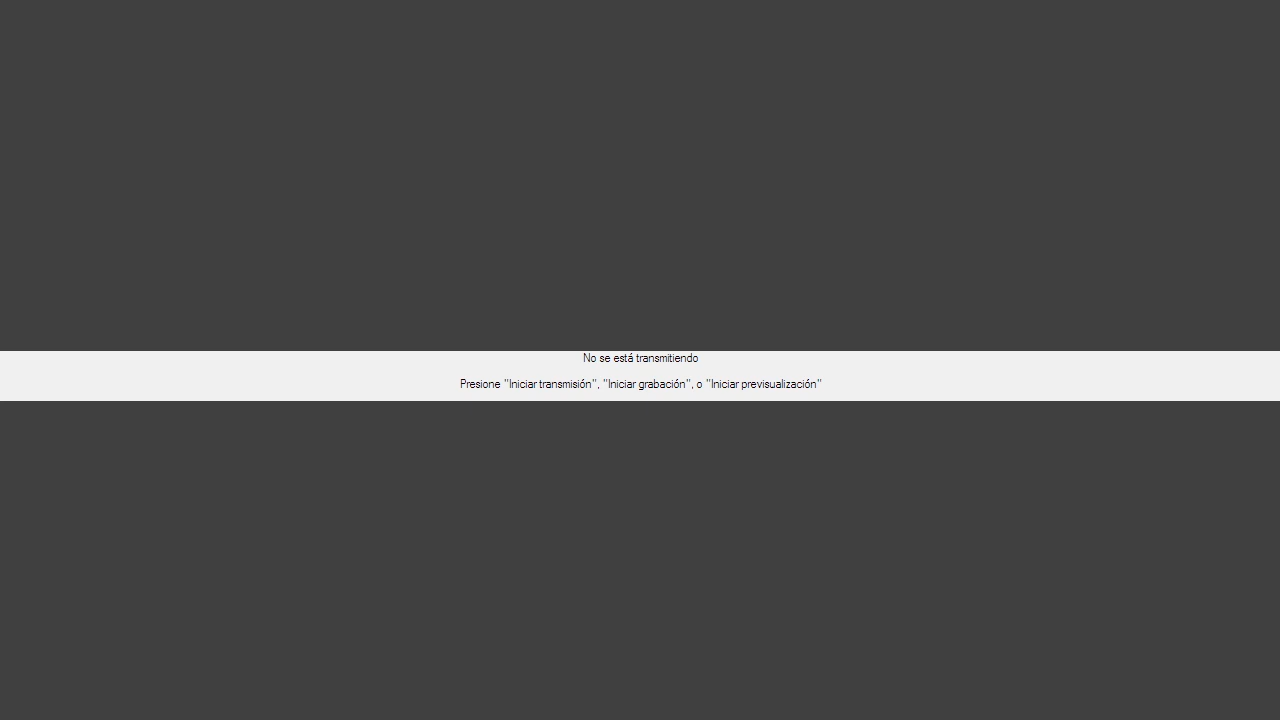 No se está transmitiendo
Presione "Iniciar transmisión", "Iniciar grabación", o "Iniciar previsualización"